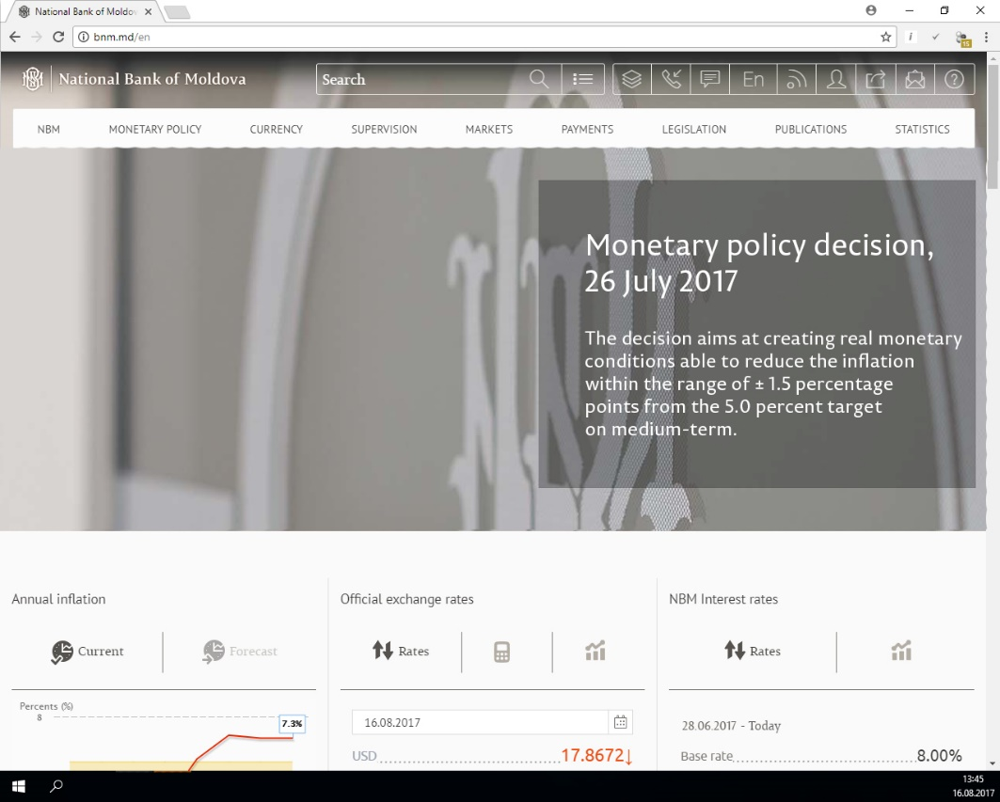 National Bank of Moldov
bnm.md/en
15
National Bank of Moldova
Search
En
NBM
MONETARY POLICY
CURRENCY
SUPERVISION
MARKETS
PAYMENTS
LEGISLATION
PUBLICATIONS
STATISTICS
Monetary policy decision,
26 July 2017
The decision aims at creating real monetary
conditions able to reduce the inflation
within the range of ± 1.5 percentage
points from the 5.0 percent target
on medium-term.
Annual inflation
Current
Forecast
Percents (%)
8
7.3%
Official exchange rates
Rates
16.08.2017
USD 17.8672↓
NBM Interest rates
Rates
28.06.2017 - Today
Base rate 8.00%
13:45
16.08.2017